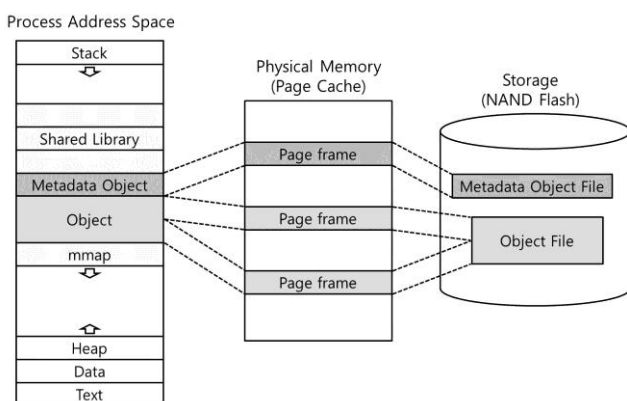 Process Address Space
Stack
Shared Library
Metadata Object
Object
mmap
Heap
Data
Text
Physical Memory
(Page Cache)
Page frame
Page frame
Page frame
Storage
(NAND Flash)
Metadata Object File
Object File